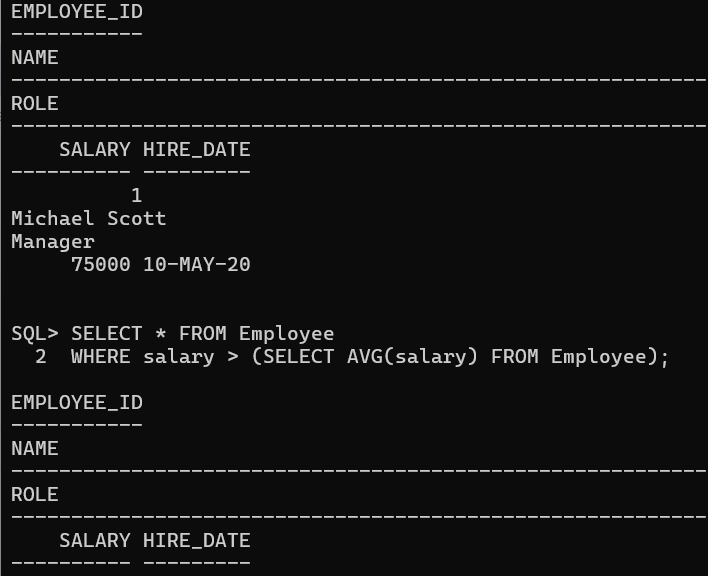 EMPLOYEE_ID
-----------
NAME
----------------------------------------------------------
ROLE
----------------------------------------------------------
    SALARY HIRE_DATE
---------- ---------
          1
Michael Scott
Manager
     75000 10-MAY-20
SQL> SELECT * FROM Employee
  2  WHERE salary > (SELECT AVG(salary) FROM Employee);
EMPLOYEE_ID
-----------
NAME
----------------------------------------------------------
ROLE
----------------------------------------------------------
    SALARY HIRE_DATE
---------- ---------